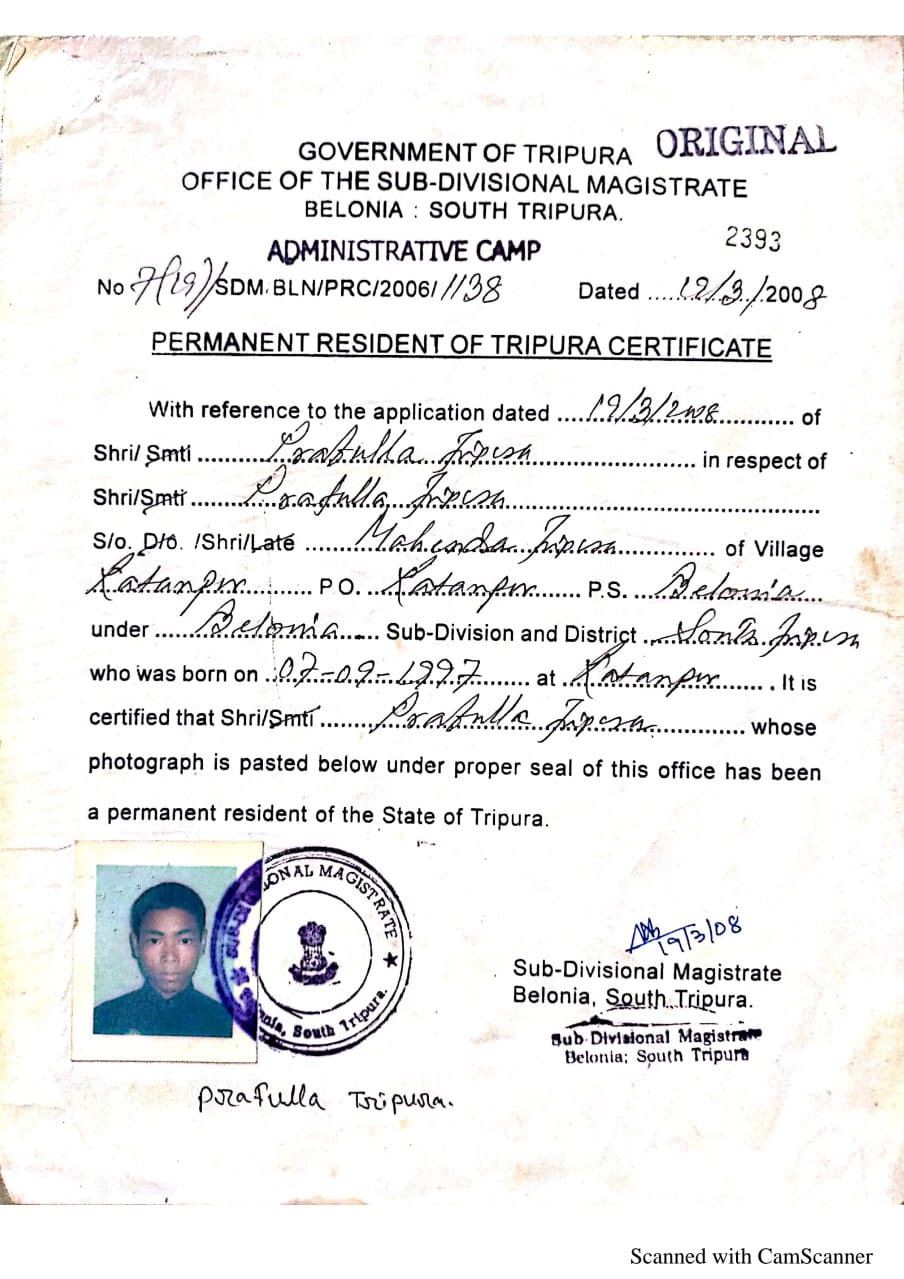 ORIGINAL
GOVERNMENT OF TRIPURA
OFFICE OF THE SUB-DIVISIONAL MAGISTRATE
BELONIA : SOUTH TRIPURA.
2393
ADMINISTRATIVE CAMP
No 7(19)/SDM. BLN/PRC/2006/ 1138 Dated .....19/3./2008
PERMANENT RESIDENT OF TRIPURA CERTIFICATE
With reference to the application dated ....19/3/2008............ of
Shri/ Smti ..........Prafulla Tripura........................ in respect of
Shri/Smti ........Prafulla Tripura..............................................
S/o. D/o. /Shri/Late .......Mahendra Tripura............... of Village
Ratanpur.......... P O. ..Ratanpur....... P.S. ...Belonia...
under .......Belonia..... Sub-Division and District ..South Tripura
who was born on ..07-09-1997........ at ..Ratanpur....... . It is
certified that Shri/Smti ........Prafulla Tripura............... whose
photograph is pasted below under proper seal of this office has been
a permanent resident of the State of Tripura.
ONAL MAGISTRATE ★
nia, South Tripura.
19/3/08
Sub-Divisional Magistrate
Belonia, South Tripura.
Sub-Divisional Magistrate
Belonia; South Tripura
Prafulla Tripura.
Scanned with CamScanner